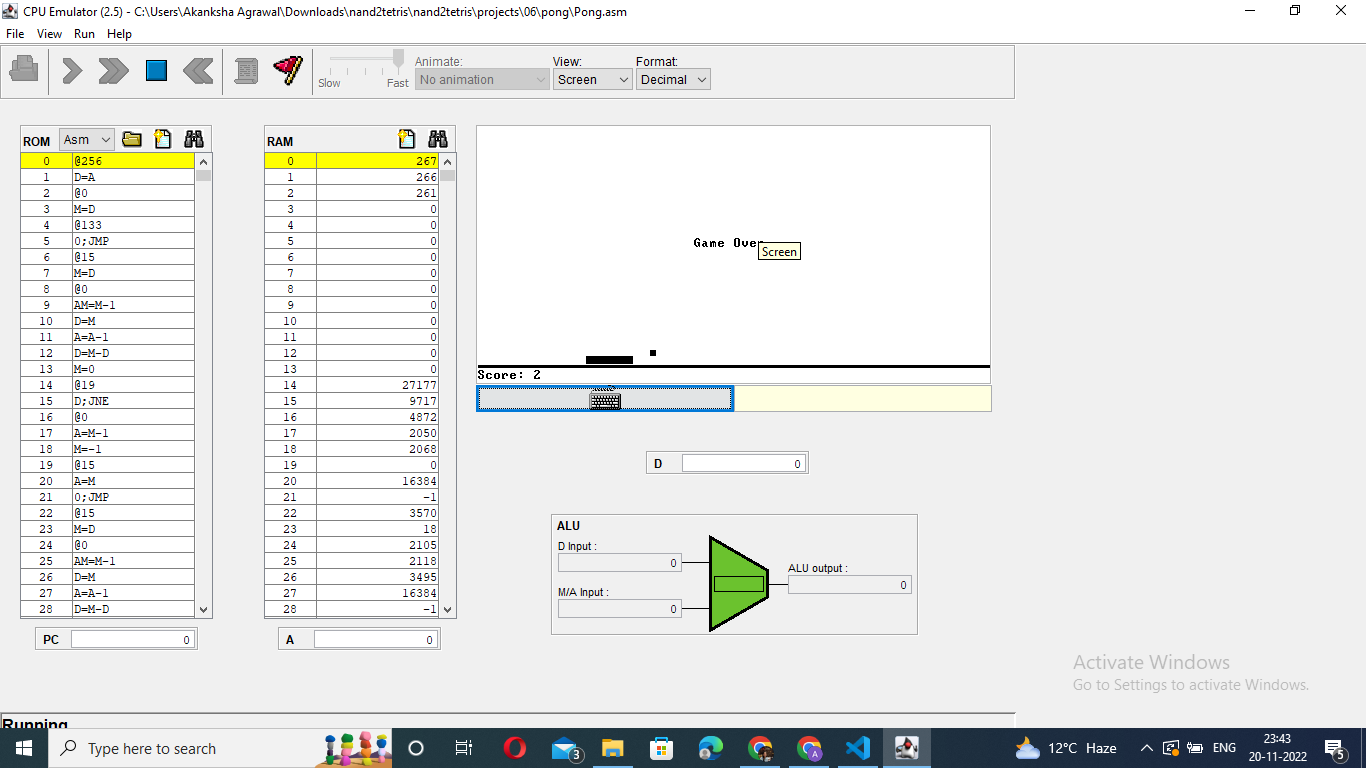 CPU Emulator (2.5) - C:\Users\Akanksha Agrawal\Downloads\nand2tetris\nand2tetris\projects\06\pong\Pong.asm
File View Run Help
Slow Fast
Animate:
No animation
View:
Screen
Format:
Decimal
ROM Asm
0 @256
1 D=A
2 @0
3 M=D
4 @133
5 0;JMP
6 @15
7 M=D
8 @0
9 AM=M-1
10 D=M
11 A=A-1
12 D=M-D
13 M=0
14 @19
15 D;JNE
16 @0
17 A=M-1
18 M=-1
19 @15
20 A=M
21 0;JMP
22 @15
23 M=D
24 @0
25 AM=M-1
26 D=M
27 A=A-1
28 D=M-D
PC 0
RAM
0 267
1 266
2 261
3 0
4 0
5 0
6 0
7 0
8 0
9 0
10 0
11 0
12 0
13 0
14 27177
15 9717
16 4872
17 2050
18 2068
19 0
20 16384
21 -1
22 3570
23 18
24 2105
25 2118
26 3495
27 16384
28 -1
A 0
Game Over
Screen
Score: 2
D 0
ALU
D Input :
0
M/A Input :
0
ALU output :
0
Activate Windows
Go to Settings to activate Windows.
Running
Type here to search
3
A
12°C Haze
ENG
23:43
20-11-2022
5